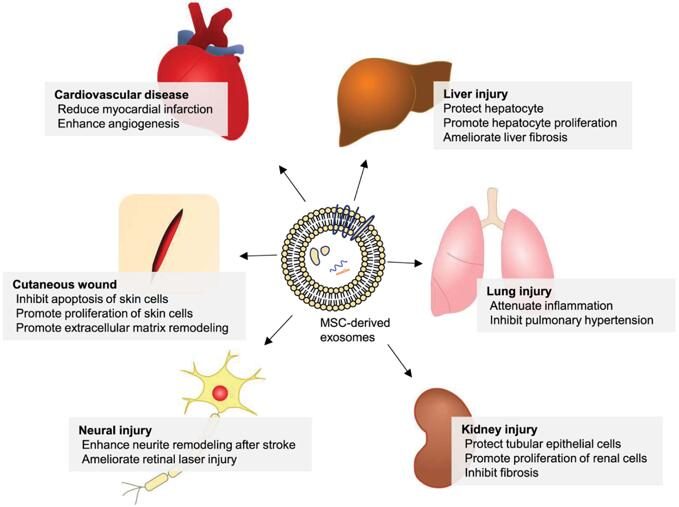 Cardiovascular disease
Reduce myocardial infarction
Enhance angiogenesis
Liver injury
Protect hepatocyte
Promote hepatocyte proliferation
Ameliorate liver fibrosis
Cutaneous wound
Inhibit apoptosis of skin cells
Promote proliferation of skin cells
Promote extracellular matrix remodeling
MSC-derived
exosomes
Lung injury
Attenuate inflammation
Inhibit pulmonary hypertension
Neural injury
Enhance neurite remodeling after stroke
Ameliorate retinal laser injury
Kidney injury
Protect tubular epithelial cells
Promote proliferation of renal cells
Inhibit fibrosis